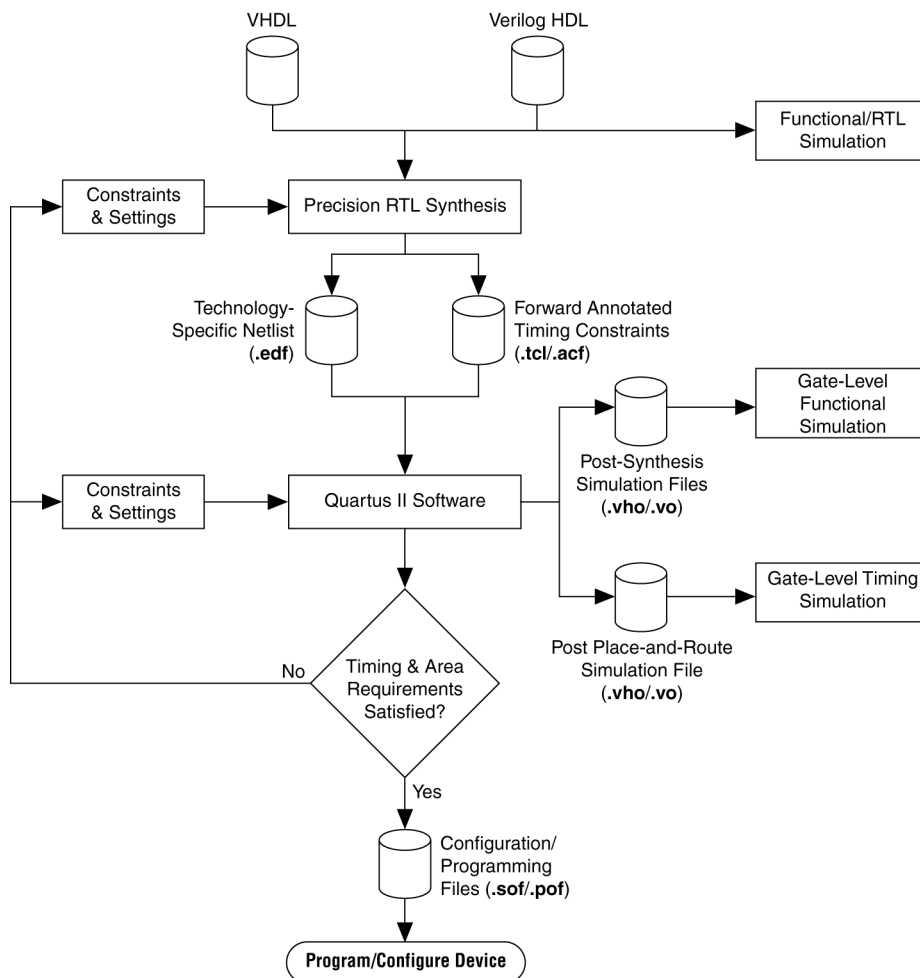 VHDL
Verilog HDL
Functional/RTL
Simulation
Constraints
& Settings
Precision RTL Synthesis
Technology-
Specific Netlist
(.edf)
Forward Annotated
Timing Constraints
(.tcl/.acf)
Gate-Level
Functional
Simulation
Post-Synthesis
Simulation Files
(.vho/.vo)
Constraints
& Settings
Quartus II Software
Gate-Level Timing
Simulation
Post Place-and-Route
Simulation File
(.vho/.vo)
No
Timing & Area
Requirements
Satisfied?
Yes
Configuration/
Programming
Files (.sof/.pof)
Program/Configure Device